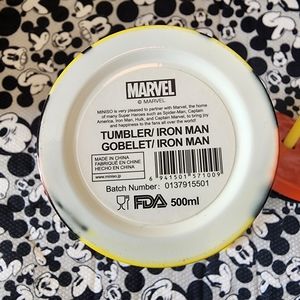 MARVEL
© MARVEL
MINISO is very pleased to partner with Marvel, the home
of many Super Heroes such as Spider-Man, Captain
America, Iron Man, Hulk, and Captain Marvel, to bring joy
and happiness to the fans all over the world!
TUMBLER/ IRON MAN
GOBELET/ IRON MAN
MADE IN CHINA
FABRIQUÉ EN CHINE
HECHO EN CHINA
www.miniso.jp
6 941501 571009
Batch Number: 0137915501
FDA 500ml